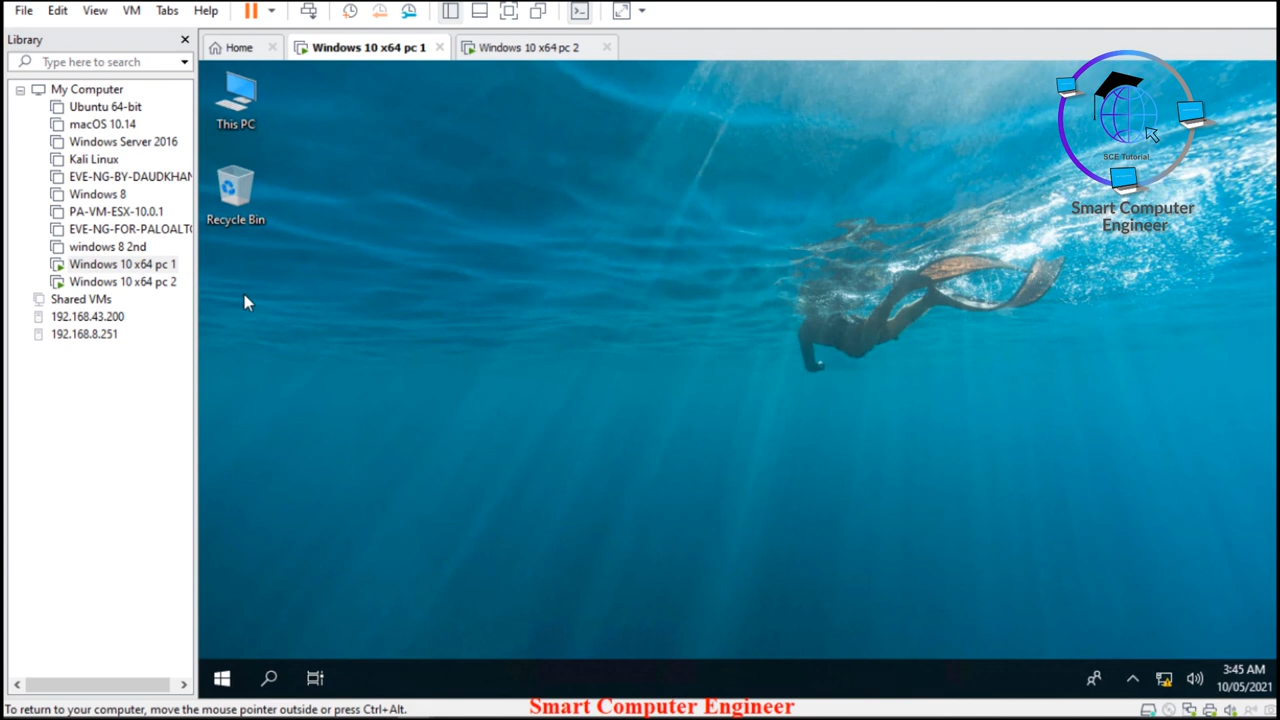 File Edit View VM Tabs Help
Library
Type here to search
Home
Windows 10 x64 pc 1
Windows 10 x64 pc 2
My Computer
Ubuntu 64-bit
macOS 10.14
Windows Server 2016
Kali Linux
EVE-NG-BY-DAUDKHAN
Windows 8
PA-VM-ESX-10.0.1
EVE-NG-FOR-PALOALTO
windows 8 2nd
Windows 10 x64 pc 1
Windows 10 x64 pc 2
Shared VMs
192.168.43.200
192.168.8.251
This PC
Recycle Bin
SCE Tutorial
Smart Computer
Engineer
3:45 AM
10/05/2021
To return to your computer, move the mouse pointer outside or press Ctrl+Alt.
Smart Computer Engineer